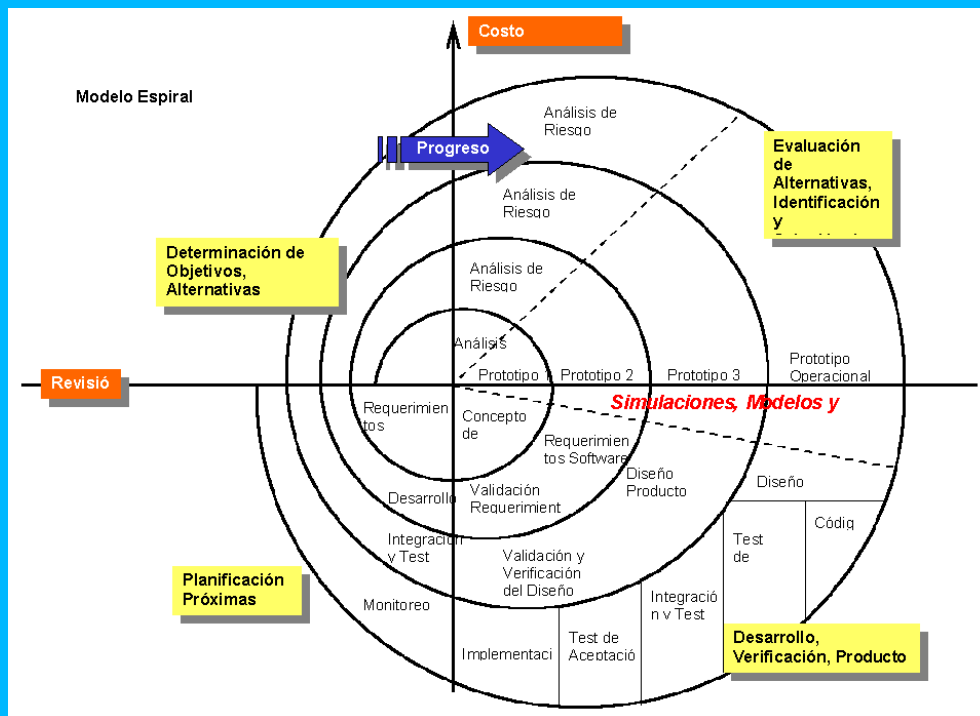 Costo
Modelo Espiral
Análisis de
Riesgo
Progreso
Evaluación
de
Alternativas,
Identificación
y
Análisis de
Riesgo
Determinación de
Objetivos,
Alternativas
Análisis de
Riesgo
Análisis
Prototipo 1
Prototipo 2
Prototipo 3
Prototipo
Operacional
Revisió
Simulaciones, Modelos y
Requerimien
tos
Concepto
de
Requerimien
tos Software
Diseño
Producto
Diseño
Desarrollo
Validación
Requerimient
Códig
Integración
y Test
Test
de
Validación y
Verificación
del Diseño
Planificación
Próximas
Monitoreo
Integració
n y Test
Implementaci
Test de
Aceptació
Desarrollo,
Verificación, Producto